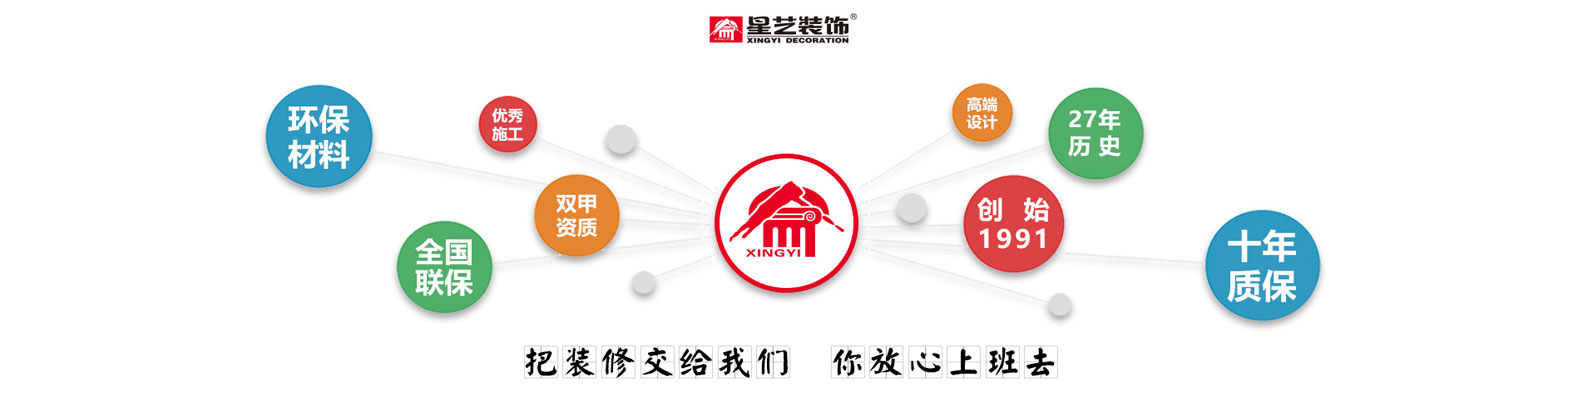 星艺装饰®
XINGYI DECORATION
环保
材料
优秀
施工
高端
设计
27年
历史
双甲
资质
创 始
1991
全国
联保
XINGYI
十年
质保
把装修交给我们 你放心上班去